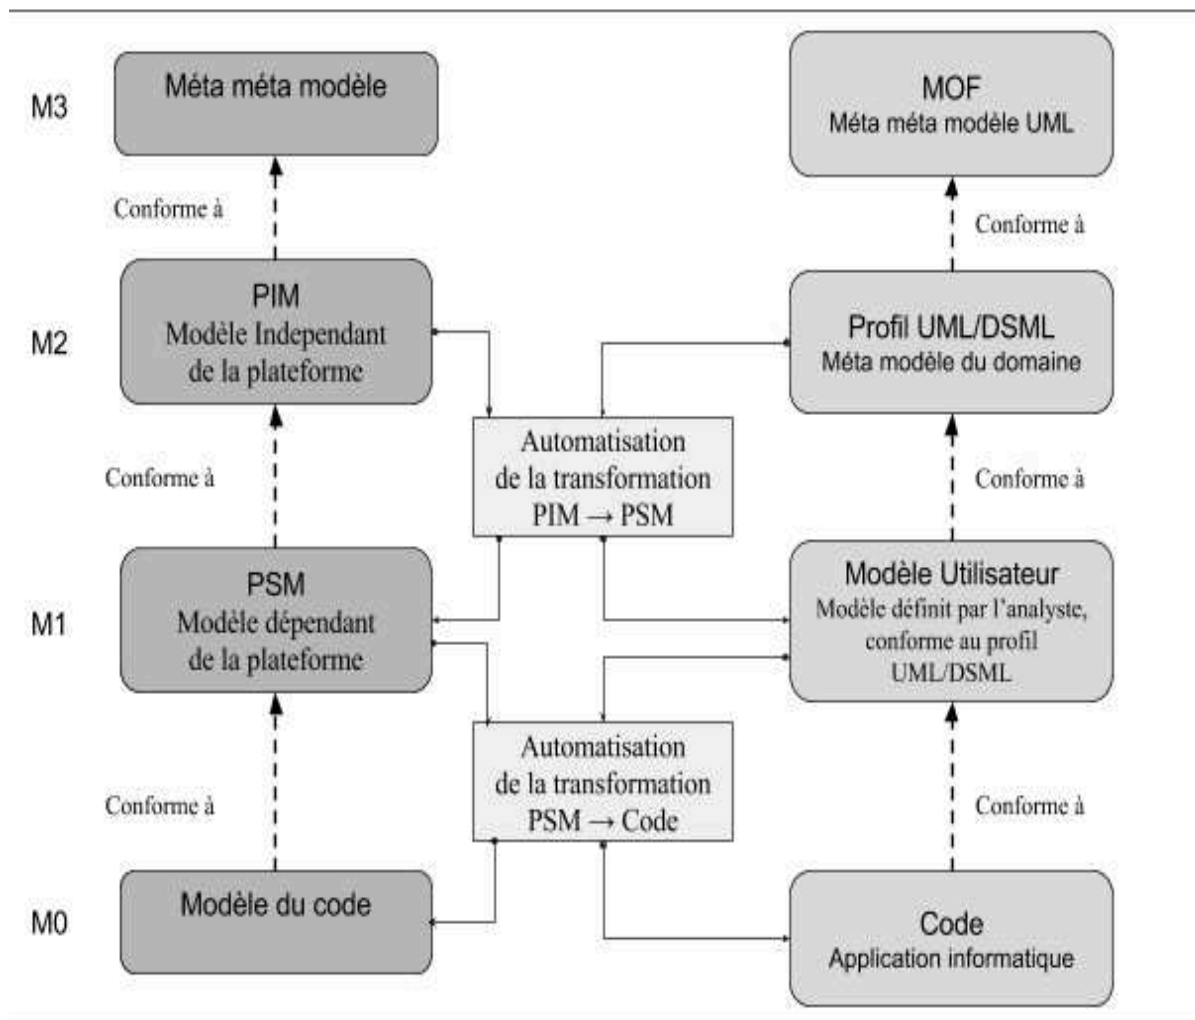 M3
Méta méta modèle
MOF
Méta méta modèle UML
Conforme à
Conforme à
M2
PIM
Modèle Independant
de la plateforme
Profil UML/DSML
Méta modèle du domaine
Automatisation
de la transformation
PIM → PSM
Conforme à
Conforme à
M1
PSM
Modèle dépendant
de la plateforme
Modèle Utilisateur
Modèle définit par l'analyste,
conforme au profil
UML/DSML
Automatisation
de la transformation
PSM → Code
Conforme à
Conforme à
M0
Modèle du code
Code
Application informatique